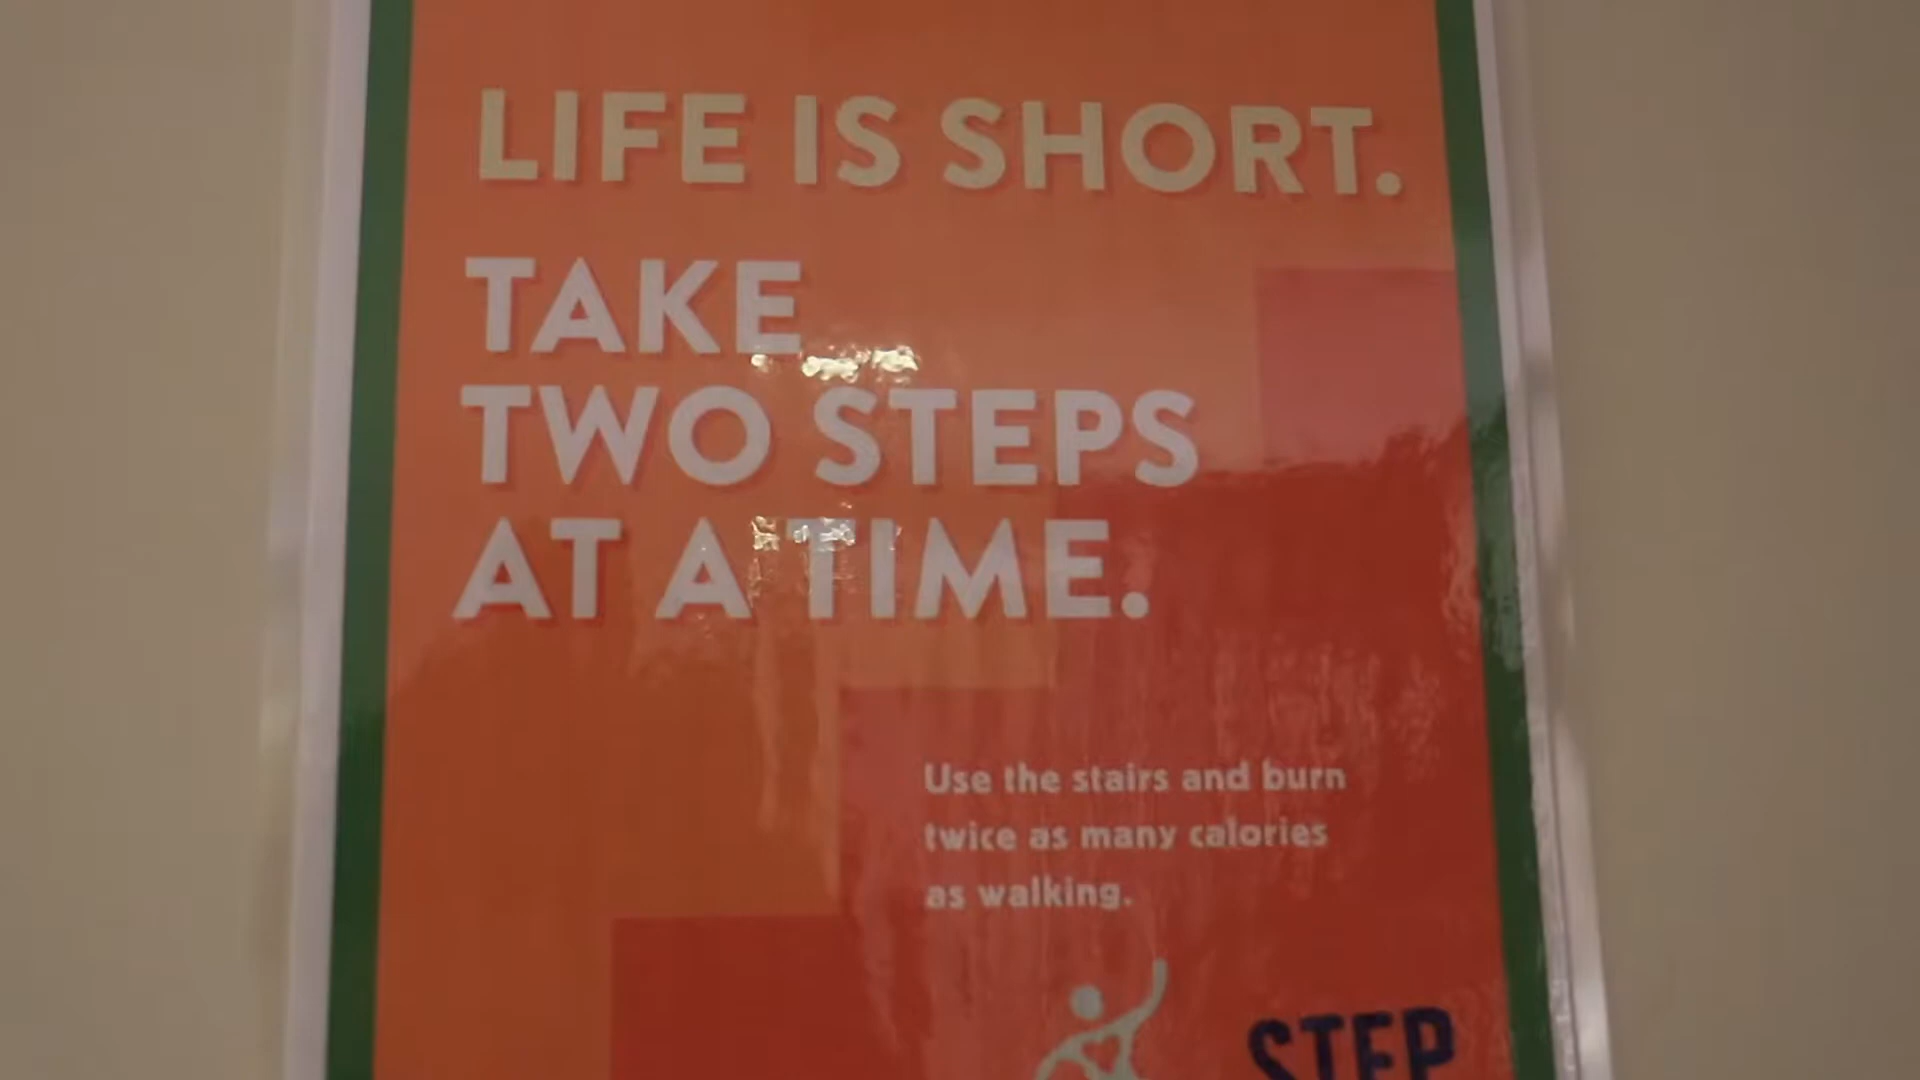 LIFE IS SHORT.
TAKE
TWO STEPS
AT A TIME.
Use the stairs and burn
twice as many calories
as walking.
STEP